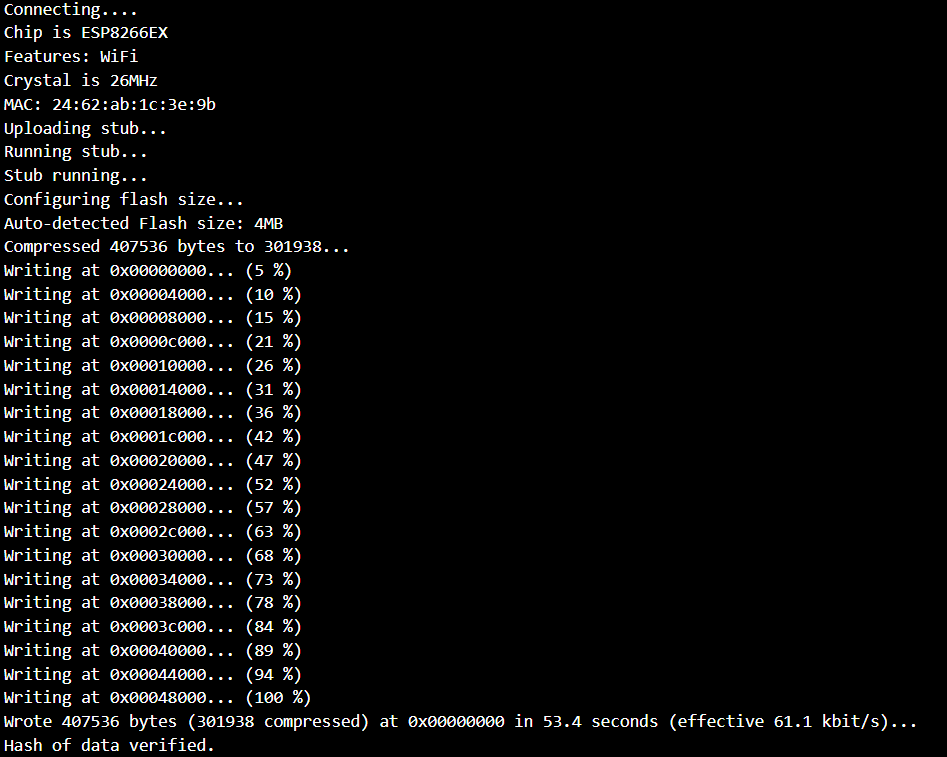 Connecting....
Chip is ESP8266EX
Features: WiFi
Crystal is 26MHz
MAC: 24:62:ab:1c:3e:9b
Uploading stub...
Running stub...
Stub running...
Configuring flash size...
Auto-detected Flash size: 4MB
Compressed 407536 bytes to 301938...
Writing at 0x00000000... (5 %)
Writing at 0x00004000... (10 %)
Writing at 0x00008000... (15 %)
Writing at 0x0000c000... (21 %)
Writing at 0x00010000... (26 %)
Writing at 0x00014000... (31 %)
Writing at 0x00018000... (36 %)
Writing at 0x0001c000... (42 %)
Writing at 0x00020000... (47 %)
Writing at 0x00024000... (52 %)
Writing at 0x00028000... (57 %)
Writing at 0x0002c000... (63 %)
Writing at 0x00030000... (68 %)
Writing at 0x00034000... (73 %)
Writing at 0x00038000... (78 %)
Writing at 0x0003c000... (84 %)
Writing at 0x00040000... (89 %)
Writing at 0x00044000... (94 %)
Writing at 0x00048000... (100 %)
Wrote 407536 bytes (301938 compressed) at 0x00000000 in 53.4 seconds (effective 61.1 kbit/s)...
Hash of data verified.